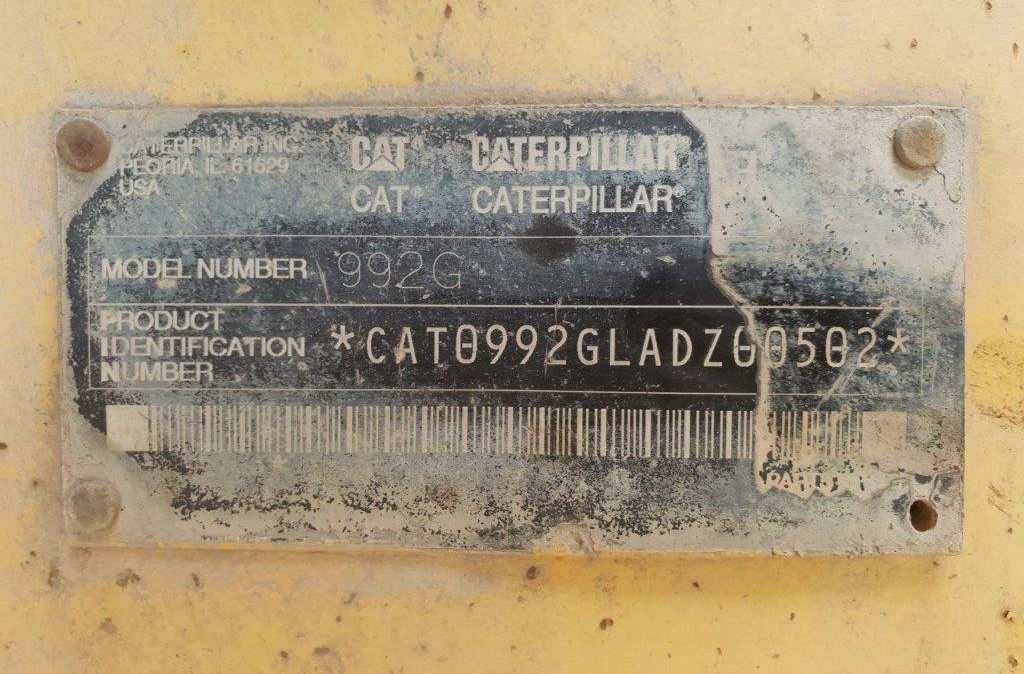 CATERPILLAR INC.
PEORIA IL 61629
USA
CAT® CATERPILLAR®
CAT® CATERPILLAR®
MODEL NUMBER 992G
PRODUCT
IDENTIFICATION
NUMBER
*CAT0992GLADZ00502*